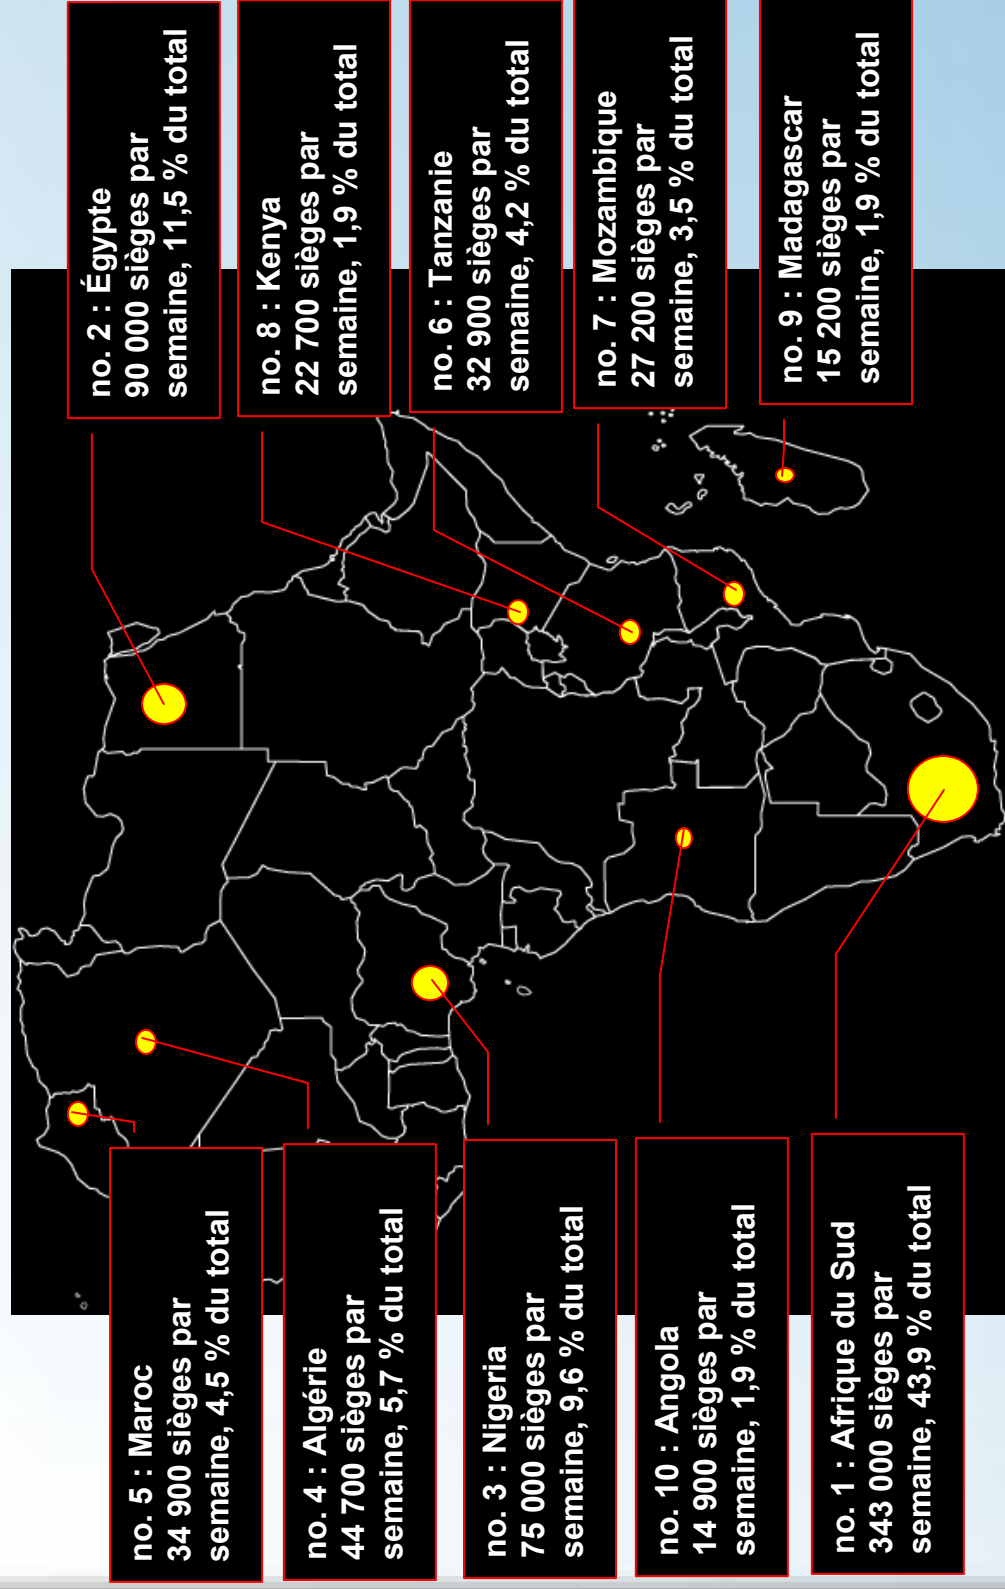 no. 2 : Égypte
90 000 sièges par
semaine, 11,5 % du total
no. 8 : Kenya
22 700 sièges par
semaine, 1,9 % du total
no. 6 : Tanzanie
32 900 sièges par
semaine, 4,2 % du total
no. 7 : Mozambique
27 200 sièges par
semaine, 3,5 % du total
no. 9 : Madagascar
15 200 sièges par
semaine, 1,9 % du total
no. 5 : Maroc
34 900 sièges par
semaine, 4,5 % du total
no. 4 : Algérie
44 700 sièges par
semaine, 5,7 % du total
no. 3 : Nigeria
75 000 sièges par
semaine, 9,6 % du total
no. 10 : Angola
14 900 sièges par
semaine, 1,9 % du total
no. 1 : Afrique du Sud
343 000 sièges par
semaine, 43,9 % du total